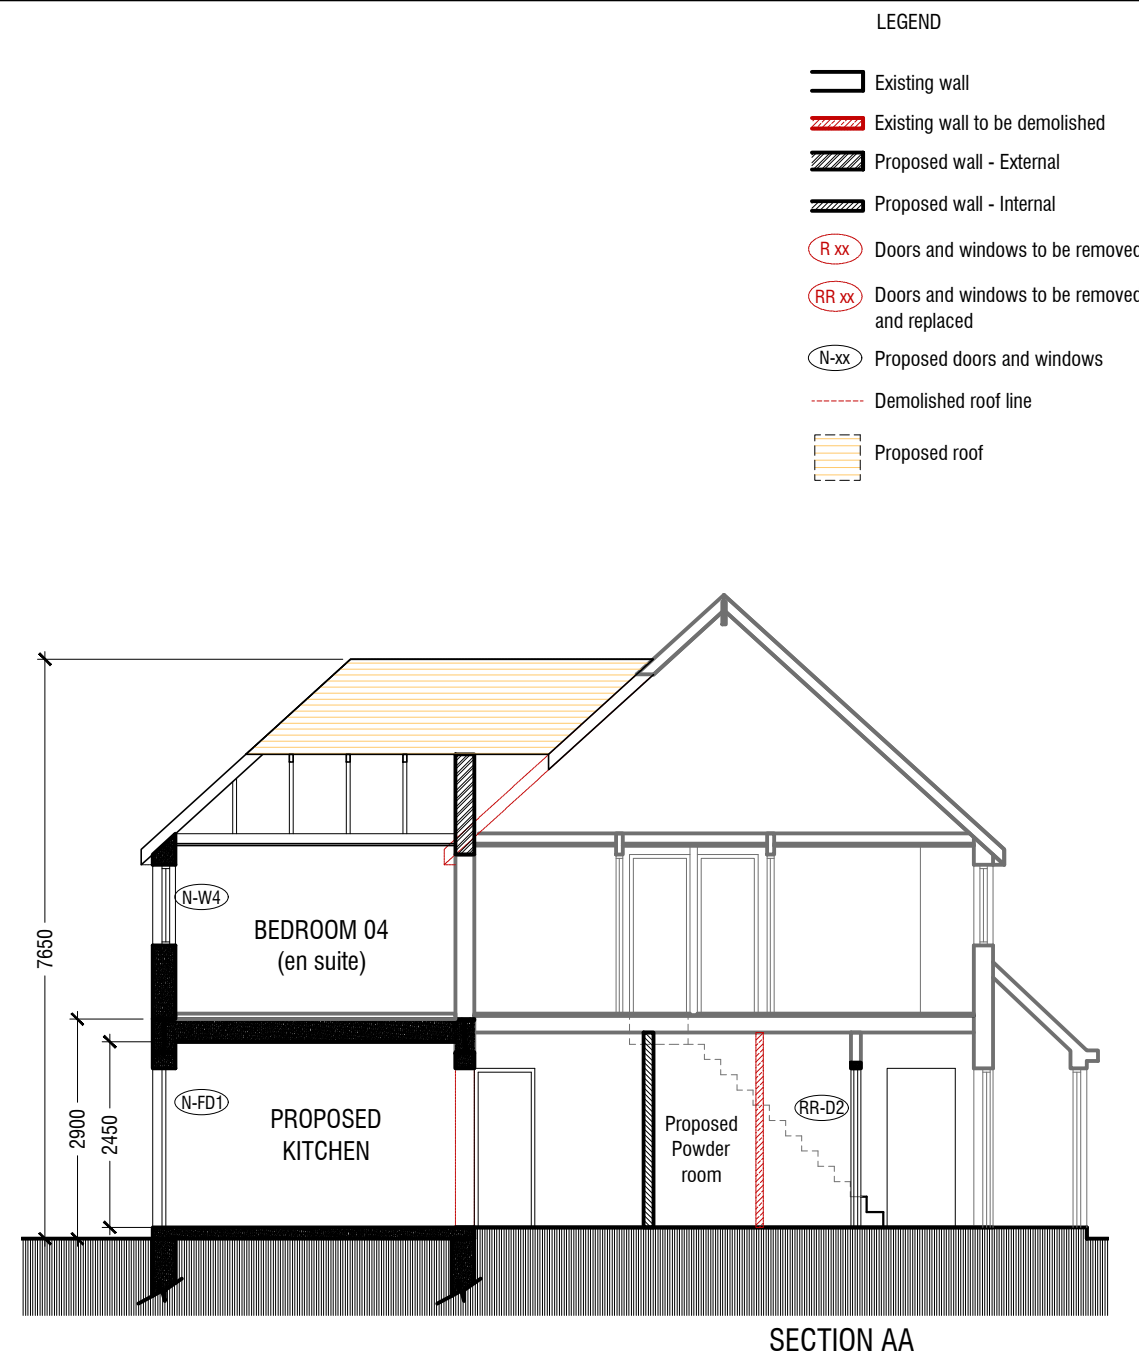 LEGEND
Existing wall
Existing wall to be demolished
Proposed wall - External
Proposed wall - Internal
R xx Doors and windows to be removed
RR xx Doors and windows to be removed
and replaced
N-xx Proposed doors and windows
Demolished roof line
Proposed roof
7650
N-W4
BEDROOM 04
(en suite)
2900
2450
N-FD1
PROPOSED
KITCHEN
Proposed
Powder
room
RR-D2
SECTION AA